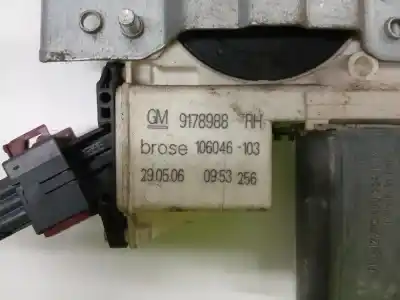 GM 9178988 RH
brose 106046-103
29.05.06 09:53 256